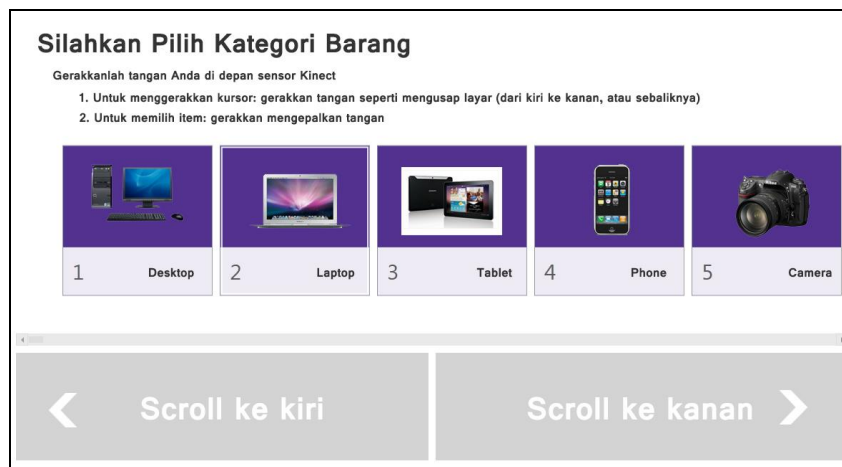 Silahkan Pilih Kategori Barang
Gerakkanlah tangan Anda di depan sensor Kinect
1. Untuk menggerakkan kursor: gerakkan tangan seperti mengusap layar (dari kiri ke kanan, atau sebaliknya)
2. Untuk memilih item: gerakkan mengepalkan tangan
1 Desktop
2 Laptop
3 Tablet
4 Phone
5 Camera
Scroll ke kiri
Scroll ke kanan